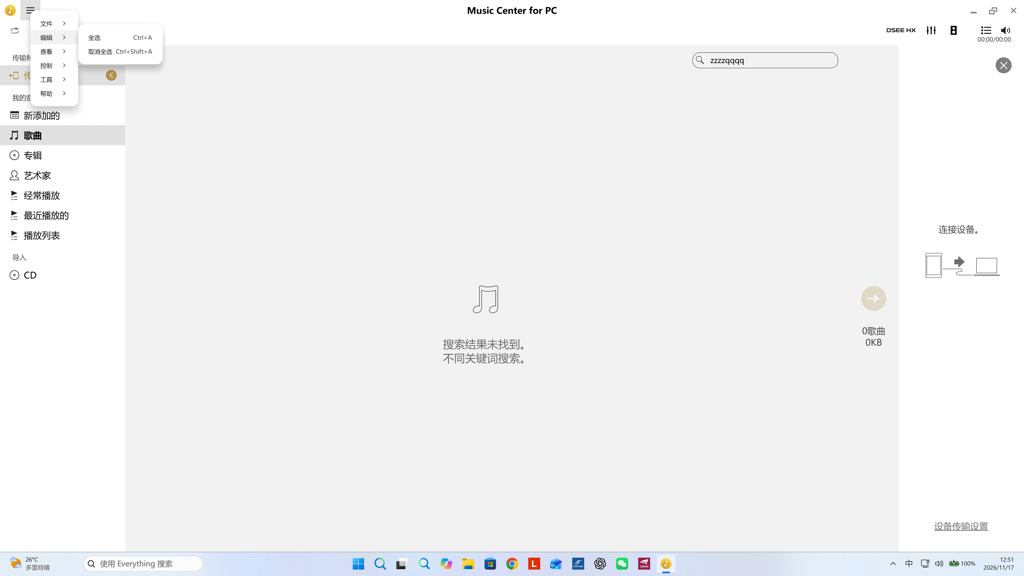 Music Center for PC
文件
编辑
查看
控制
工具
帮助
全选 Ctrl+A
取消全选 Ctrl+Shift+A
DSEE HX
00:00/00:00
zzzzqqqq
新添加的
歌曲
专辑
艺术家
经常播放
最近播放的
播放列表
导入
CD
搜索结果未找到。
不同关键词搜索。
0歌曲
0KB
连接设备。
设备传输设置
26°C
多雲時晴
使用 Everything 搜索
中
100%
12:51
2026/11/17